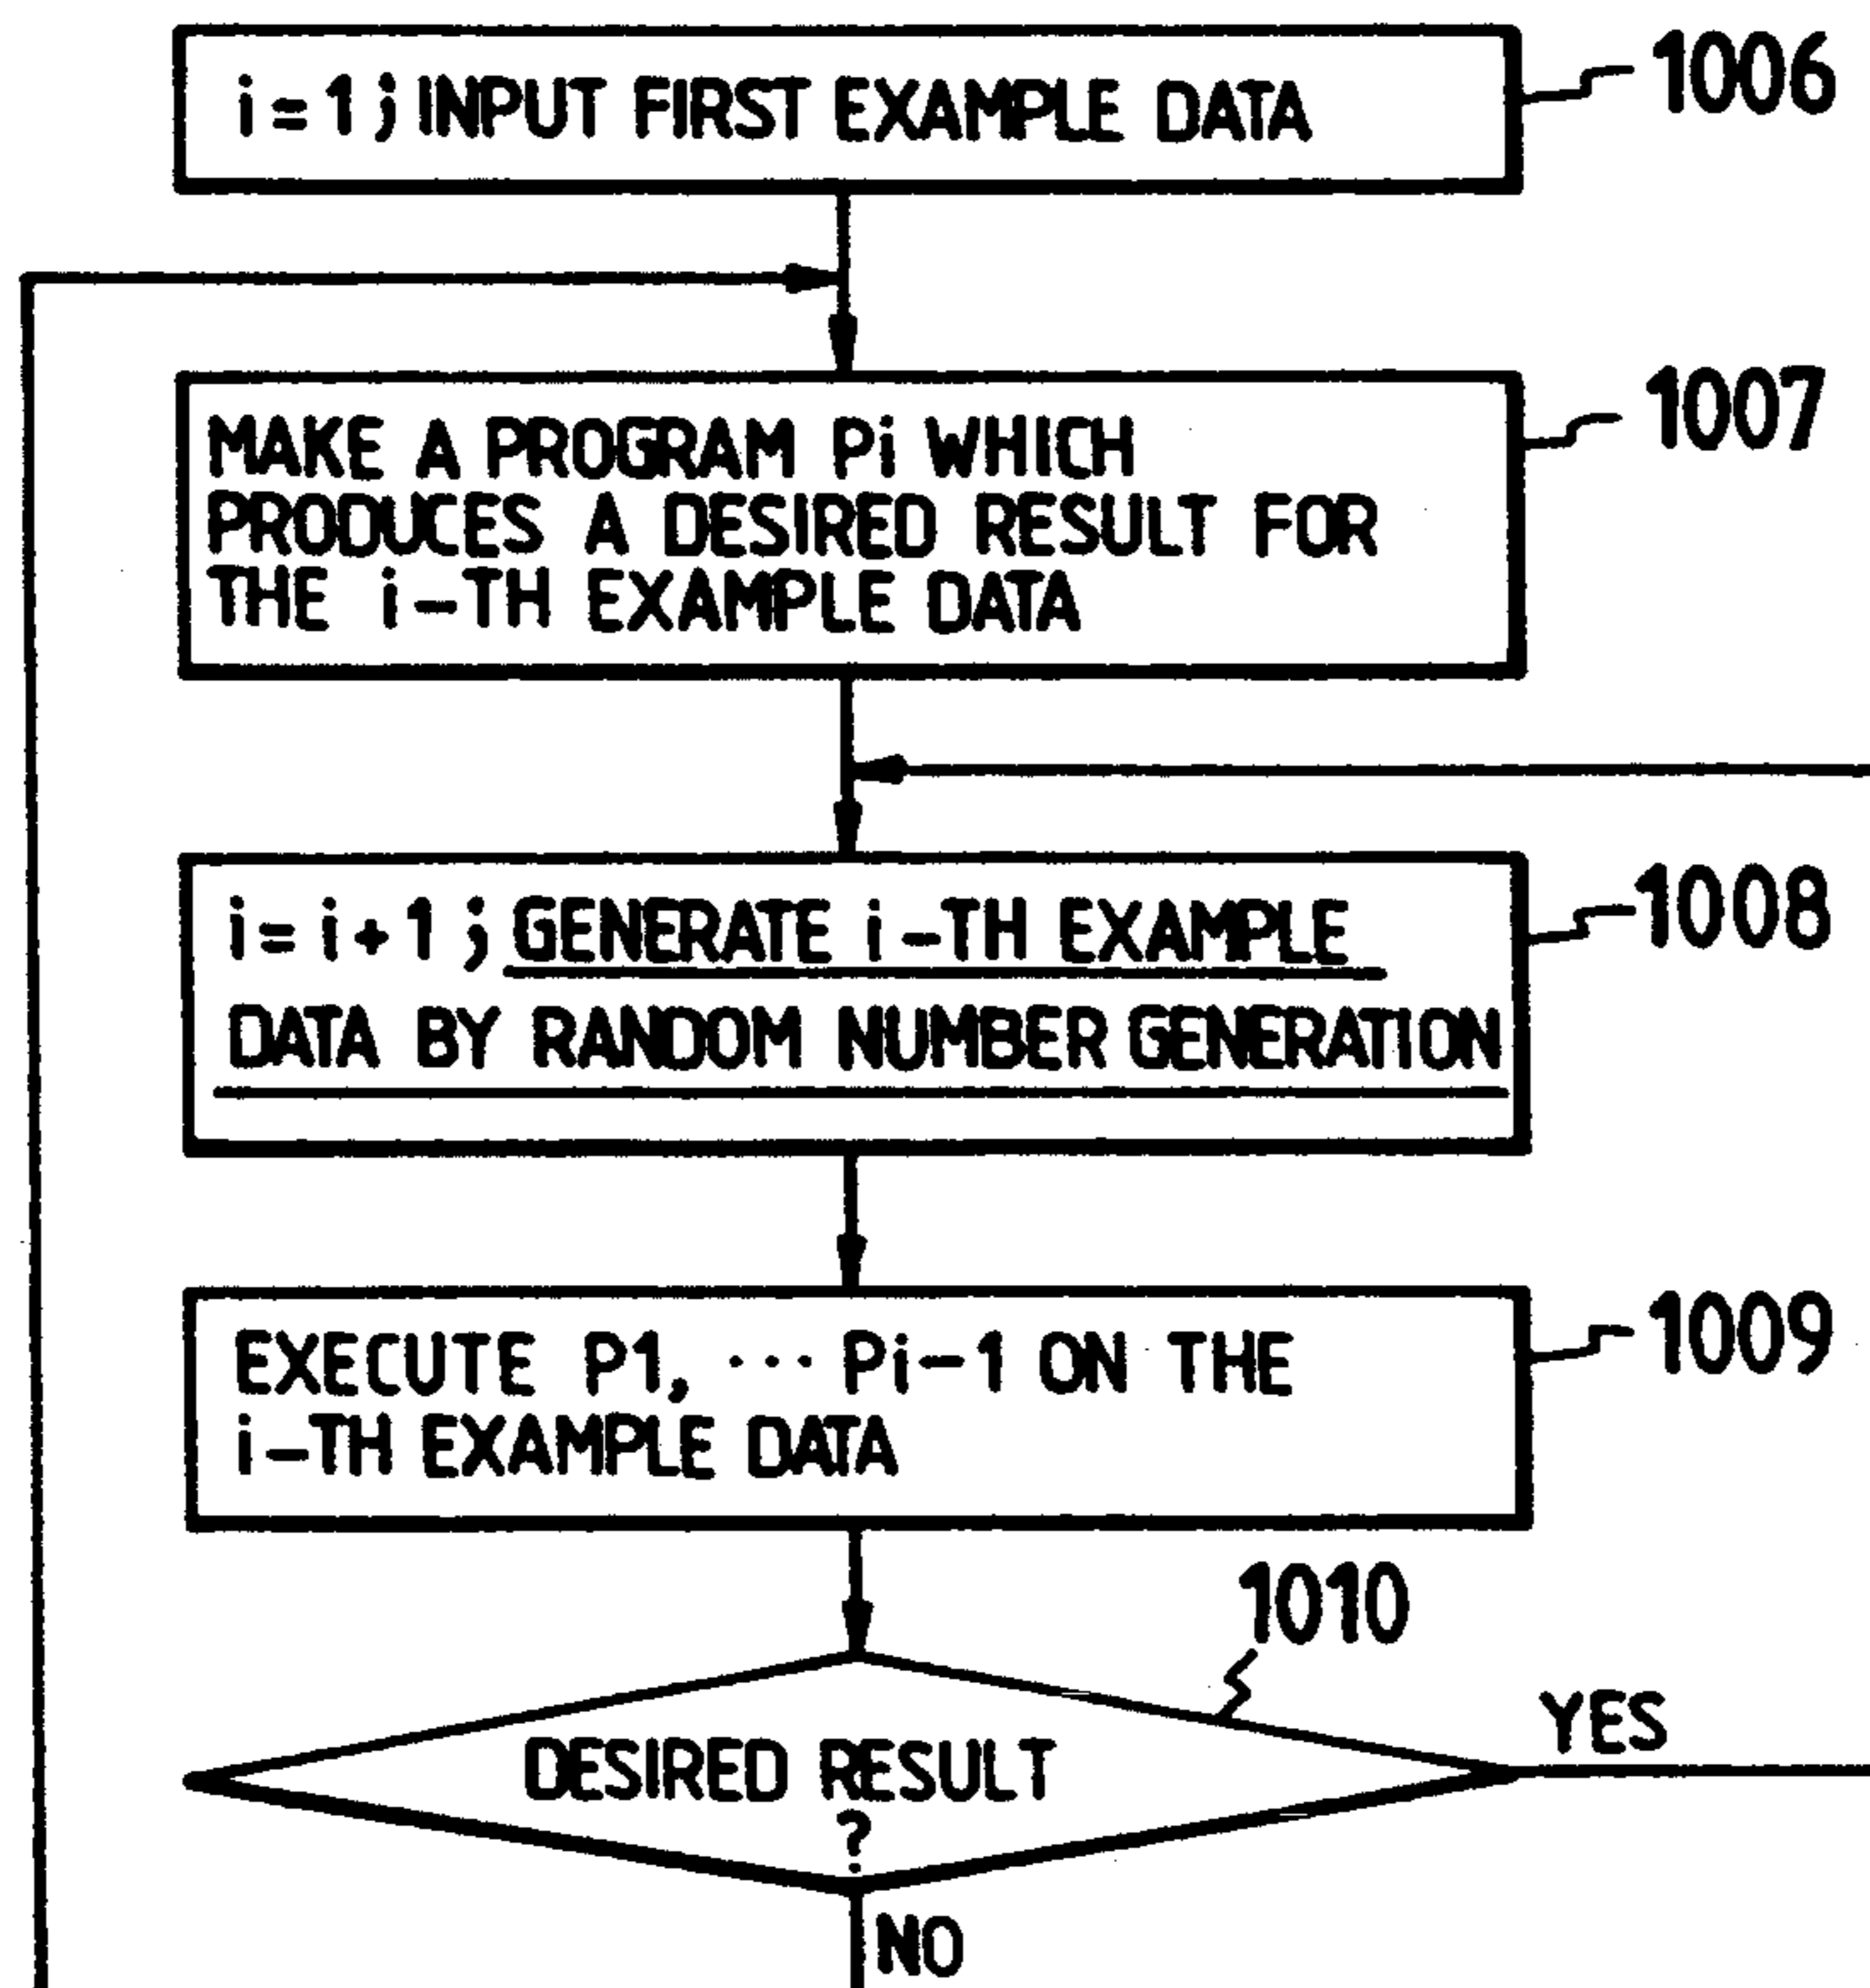 i=1; INPUT FIRST EXAMPLE DATA
1006
MAKE A PROGRAM Pi WHICH
PRODUCES A DESIRED RESULT FOR
THE i-TH EXAMPLE DATA
1007
i= i+1 ; GENERATE i-TH EXAMPLE
DATA BY RANDOM NUMBER GENERATION
1008
EXECUTE P1, ··· Pi-1 ON THE
i-TH EXAMPLE DATA
1009
1010
DESIRED RESULT
?
YES
NO